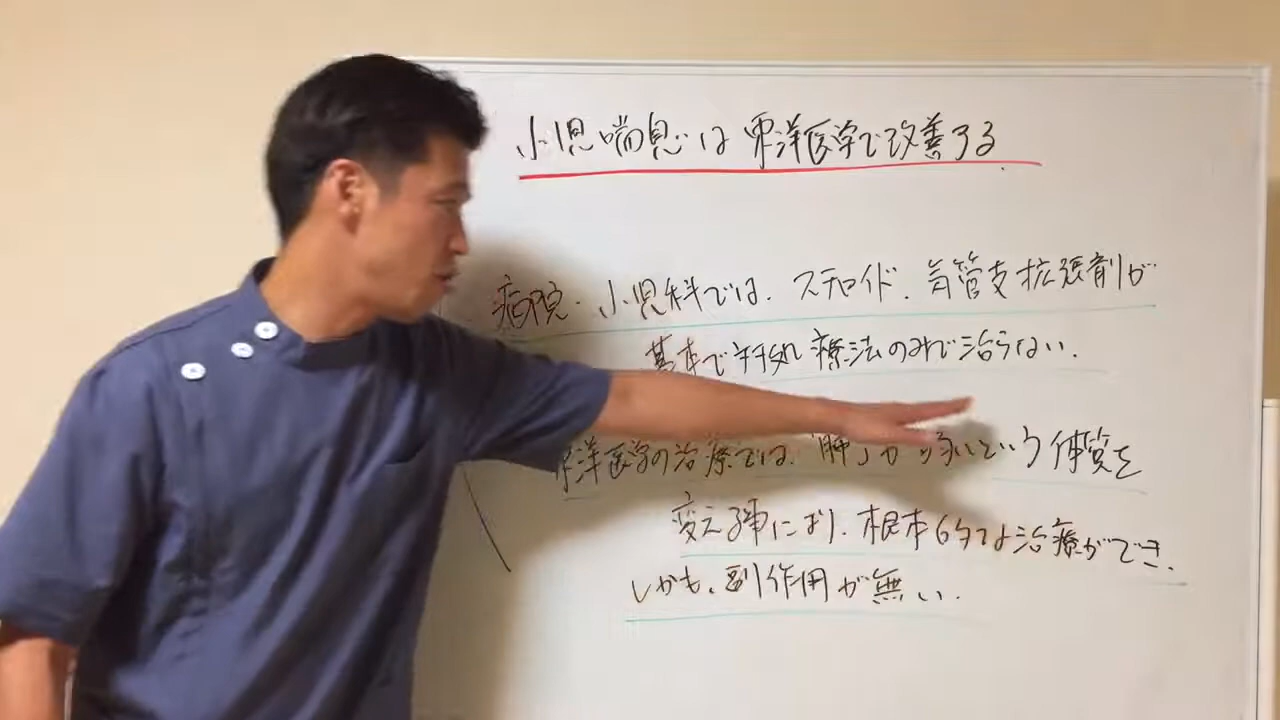 小児喘息は東洋医学で改善する
病院・小児科では、ステロイド、気管支拡張剤が
基本で対処療法のみで治らない.
東洋医学の治療では、「肺」が弱いという体質を
変える事により、根本的な治療ができ、
しかも、副作用が無い.